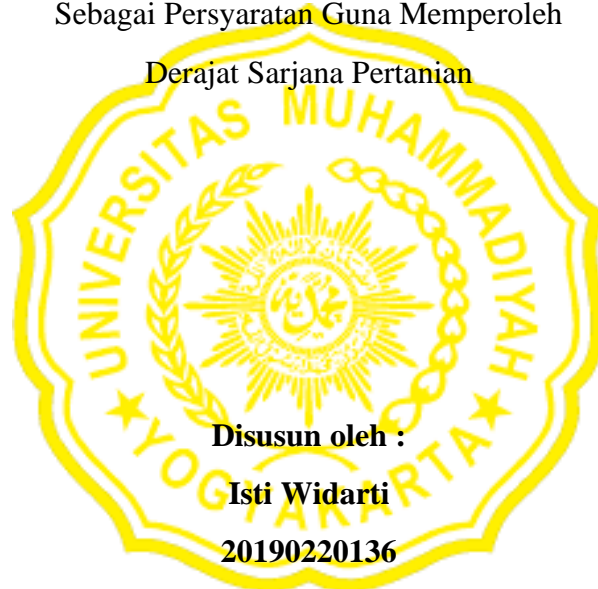 Sebagai Persyaratan Guna Memperoleh
Derajat Sarjana Pertanian
UNIVERSITAS MUHAMMADIYAH
YOGYAKARTA
Disusun oleh :
Isti Widarti
20190220136